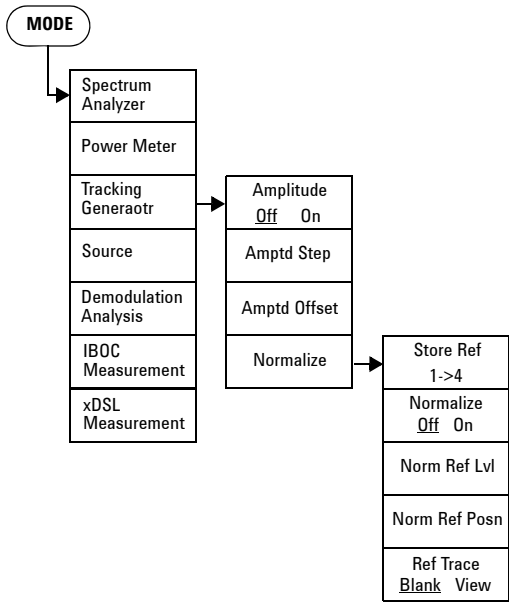 MODE
Spectrum
Analyzer
Power Meter
Tracking
Generaotr
Source
Demodulation
Analysis
IBOC
Measurement
xDSL
Measurement
Amplitude
Off On
Amptd Step
Amptd Offset
Normalize
Store Ref
1->4
Normalize
Off On
Norm Ref Lvl
Norm Ref Posn
Ref Trace
Blank View